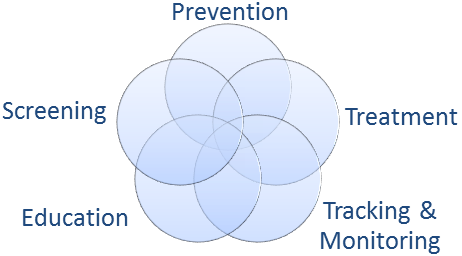 Prevention
Screening
Treatment
Education
Tracking &
Monitoring